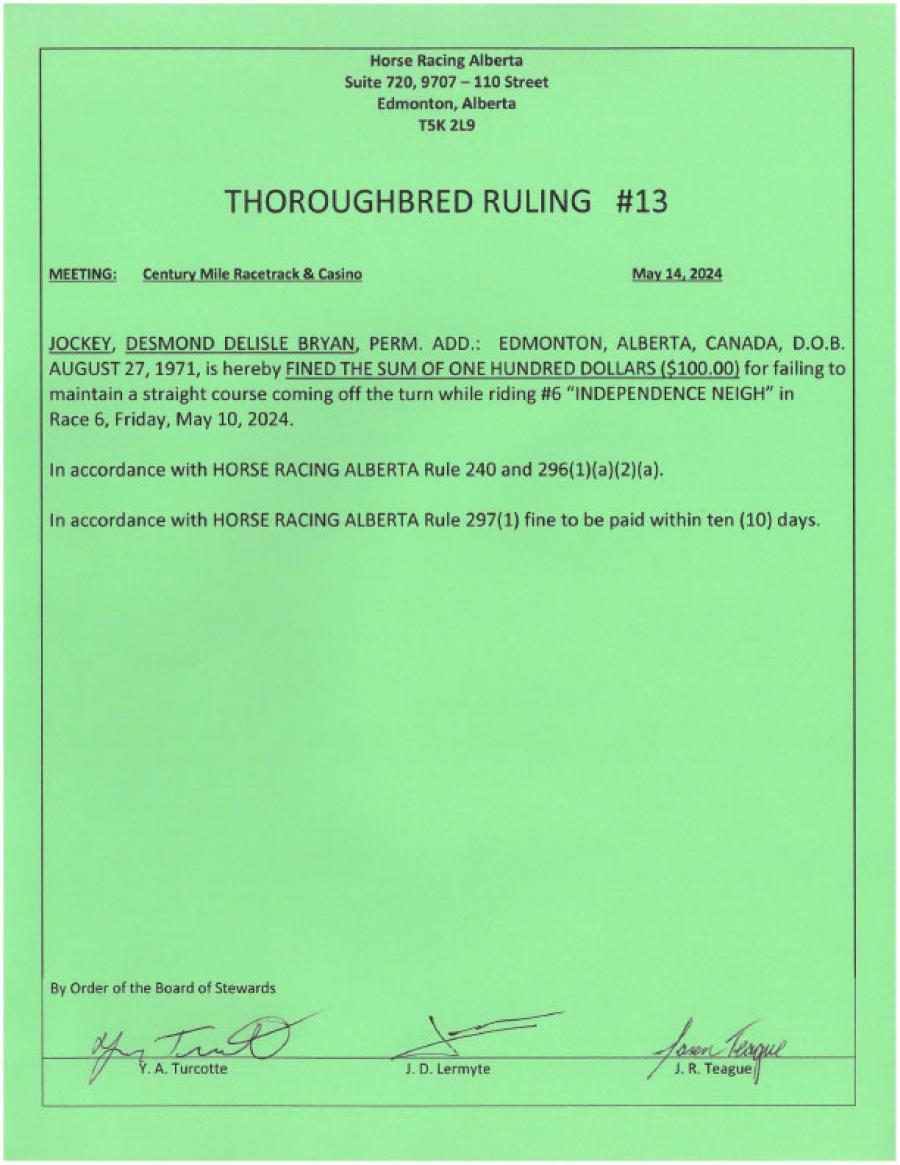 Horse Racing Alberta
Suite 720, 9707 – 110 Street
Edmonton, Alberta
T5K 2L9
THOROUGHBRED RULING #13
MEETING: Century Mile Racetrack & Casino May 14, 2024
JOCKEY, DESMOND DELISLE BRYAN, PERM. ADD.: EDMONTON, ALBERTA, CANADA, D.O.B.
AUGUST 27, 1971, is hereby FINED THE SUM OF ONE HUNDRED DOLLARS ($100.00) for failing to
maintain a straight course coming off the turn while riding #6 “INDEPENDENCE NEIGH” in
Race 6, Friday, May 10, 2024.
In accordance with HORSE RACING ALBERTA Rule 240 and 296(1)(a)(2)(a).
In accordance with HORSE RACING ALBERTA Rule 297(1) fine to be paid within ten (10) days.
By Order of the Board of Stewards
Y. A. Turcotte J. D. Lermyte J. R. Teague